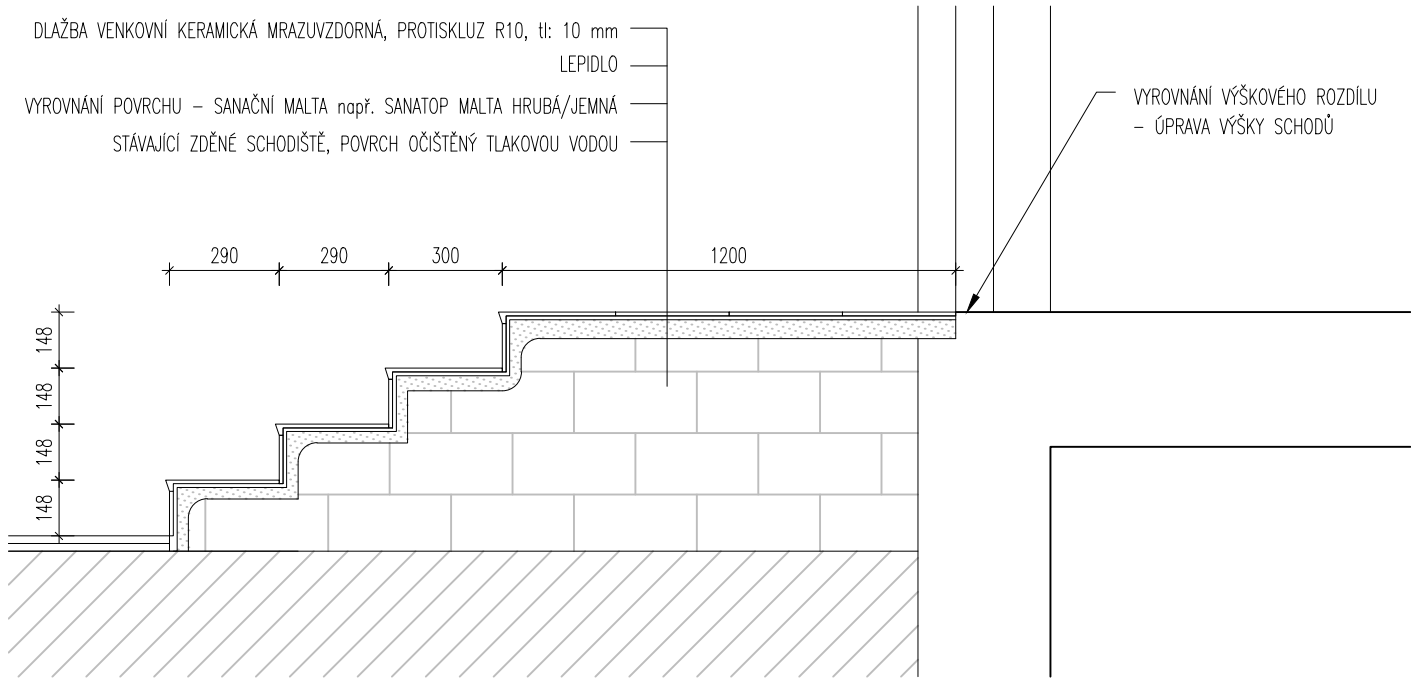 DLAŽBA VENKOVNÍ KERAMICKÁ MRAZUVZDORNÁ, PROTISKLUZ R10, tl: 10 mm
LEPIDLO
VYROVNÁNÍ POVRCHU – SANAČNÍ MALTA např. SANATOP MALTA HRUBÁ/JEMNÁ
STÁVAJÍCÍ ZDĚNÉ SCHODIŠTĚ, POVRCH OČIŠTĚNÝ TLAKOVOU VODOU
VYROVNÁNÍ VÝŠKOVÉHO ROZDÍLU
– ÚPRAVA VÝŠKY SCHODŮ
290
290
300
1200
148
148
148
148